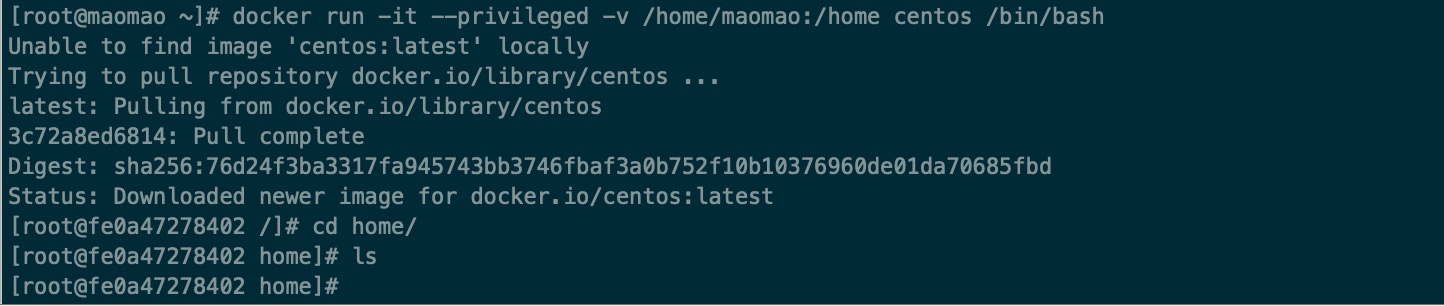 [root@maomao ~]# docker run -it --privileged -v /home/maomao:/home centos /bin/bash
Unable to find image 'centos:latest' locally
Trying to pull repository docker.io/library/centos ...
latest: Pulling from docker.io/library/centos
3c72a8ed6814: Pull complete
Digest: sha256:76d24f3ba3317fa945743bb3746fbaf3a0b752f10b10376960de01da70685fbd
Status: Downloaded newer image for docker.io/centos:latest
[root@fe0a47278402 /]# cd home/
[root@fe0a47278402 home]# ls
[root@fe0a47278402 home]#